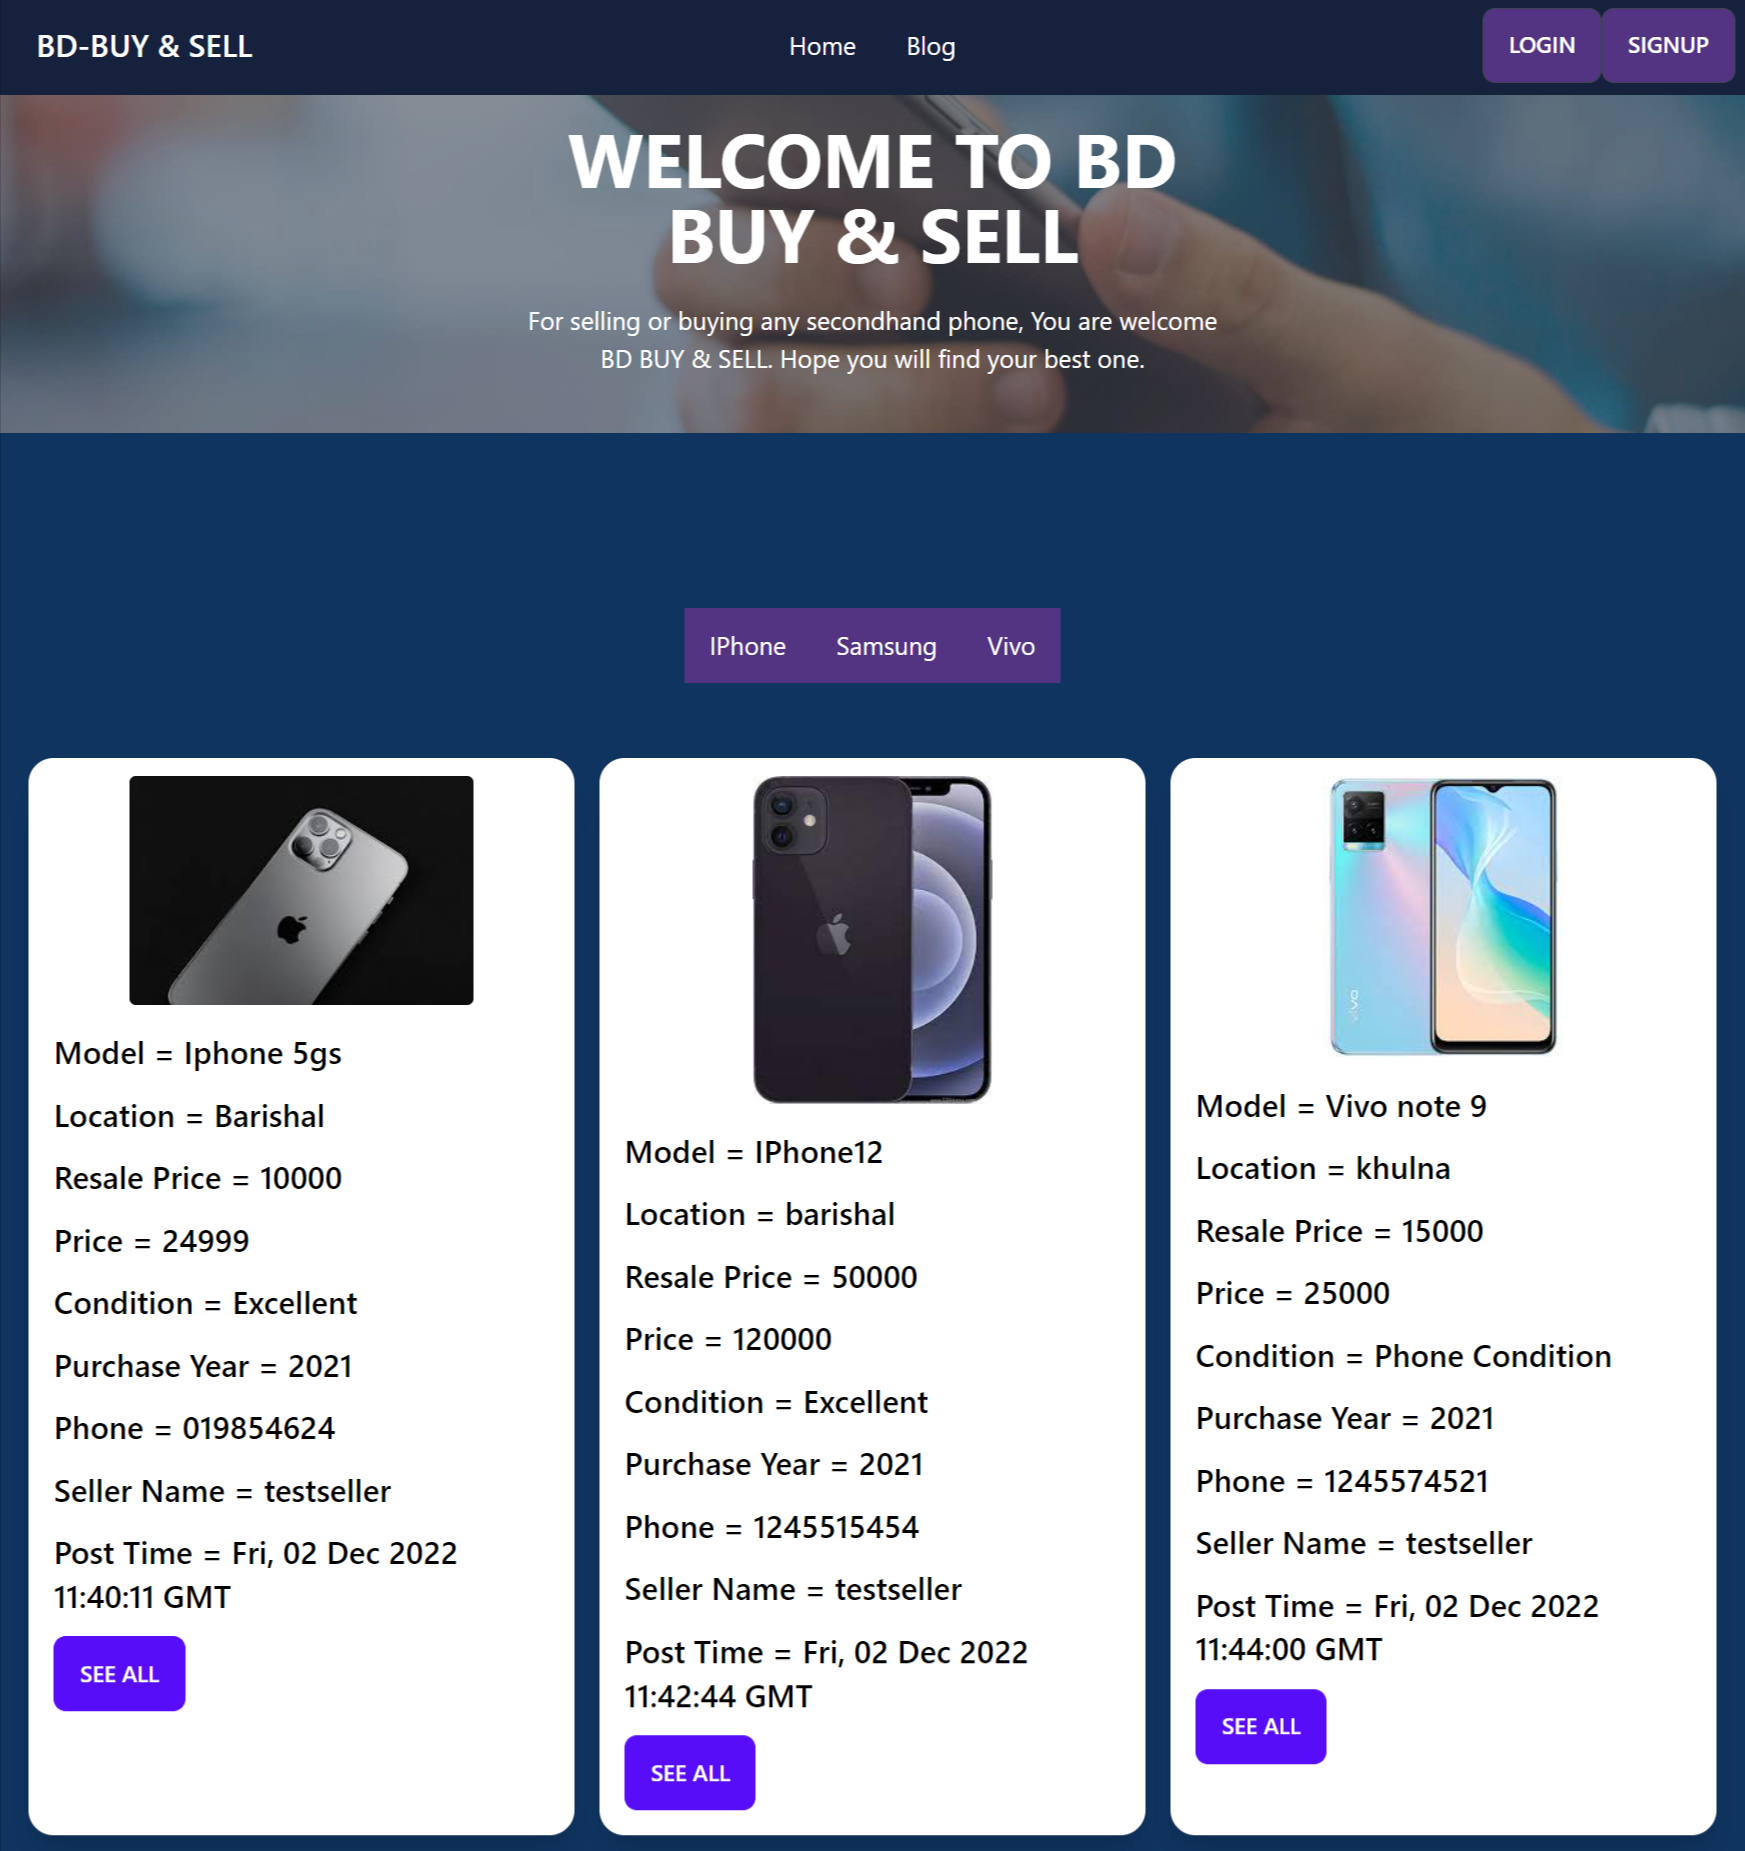 BD-BUY & SELL
Home
Blog
LOGIN
SIGNUP
WELCOME TO BD
BUY & SELL
For selling or buying any secondhand phone, You are welcome
BD BUY & SELL. Hope you will find your best one.
IPhone
Samsung
Vivo
Model = Iphone 5gs
Location = Barishal
Resale Price = 10000
Price = 24999
Condition = Excellent
Purchase Year = 2021
Phone = 019854624
Seller Name = testseller
Post Time = Fri, 02 Dec 2022
11:40:11 GMT
SEE ALL
Model = IPhone12
Location = barishal
Resale Price = 50000
Price = 120000
Condition = Excellent
Purchase Year = 2021
Phone = 1245515454
Seller Name = testseller
Post Time = Fri, 02 Dec 2022
11:42:44 GMT
SEE ALL
vivo
Model = Vivo note 9
Location = khulna
Resale Price = 15000
Price = 25000
Condition = Phone Condition
Purchase Year = 2021
Phone = 1245574521
Seller Name = testseller
Post Time = Fri, 02 Dec 2022
11:44:00 GMT
SEE ALL